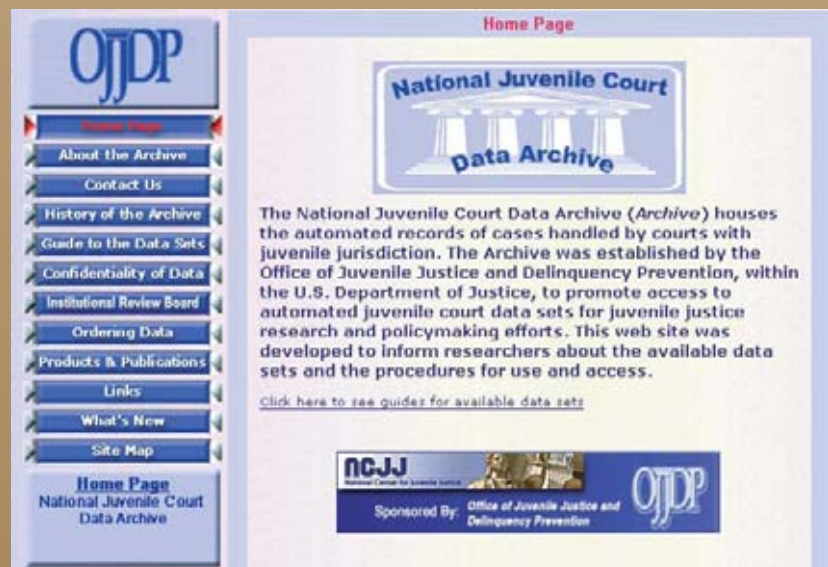 OJJDP
Home Page
About the Archive
Contact Us
History of the Archive
Guide to the Data Sets
Confidentiality of Data
Institutional Review Board
Ordering Data
Products & Publications
Links
What's New
Site Map
Home Page
National Juvenile Court
Data Archive
Home Page
National Juvenile Court
Data Archive
The National Juvenile Court Data Archive (Archive) houses
the automated records of cases handled by courts with
juvenile jurisdiction. The Archive was established by the
Office of Juvenile Justice and Delinquency Prevention, within
the U.S. Department of Justice, to promote access to
automated juvenile court data sets for juvenile justice
research and policymaking efforts. This web site was
developed to inform researchers about the available data
sets and the procedures for use and access.
Click here to see guides for available data sets
NCJJ
National Center for Juvenile Justice
Sponsored By: Office of Juvenile Justice and
Delinquency Prevention
OJJDP